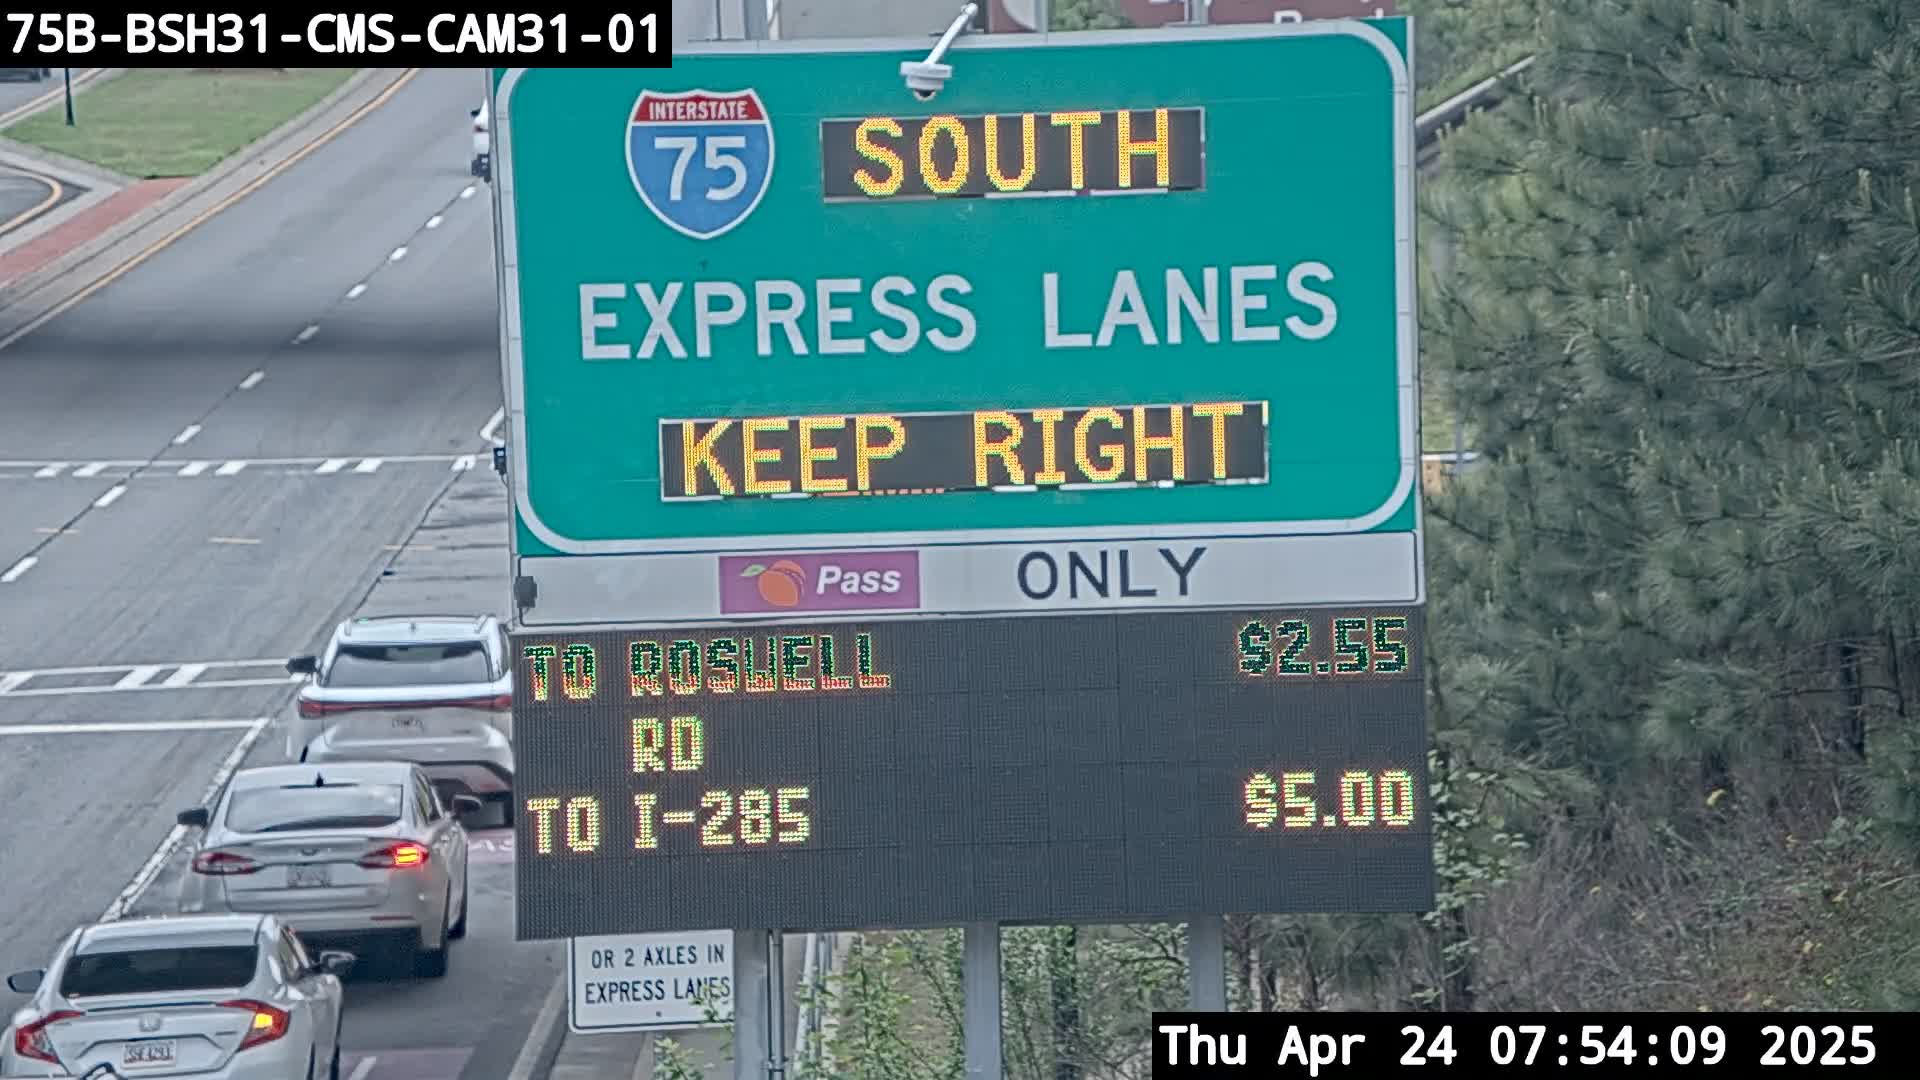 75B-BSH31-CMS-CAM31-01
INTERSTATE
75
SOUTH
EXPRESS LANES
KEEP RIGHT
Pass ONLY
TO ROSWELL $2.55
RD
TO I-285 $5.00
OR 2 AXLES IN
EXPRESS LANES
Thu Apr 24 07:54:09 2025